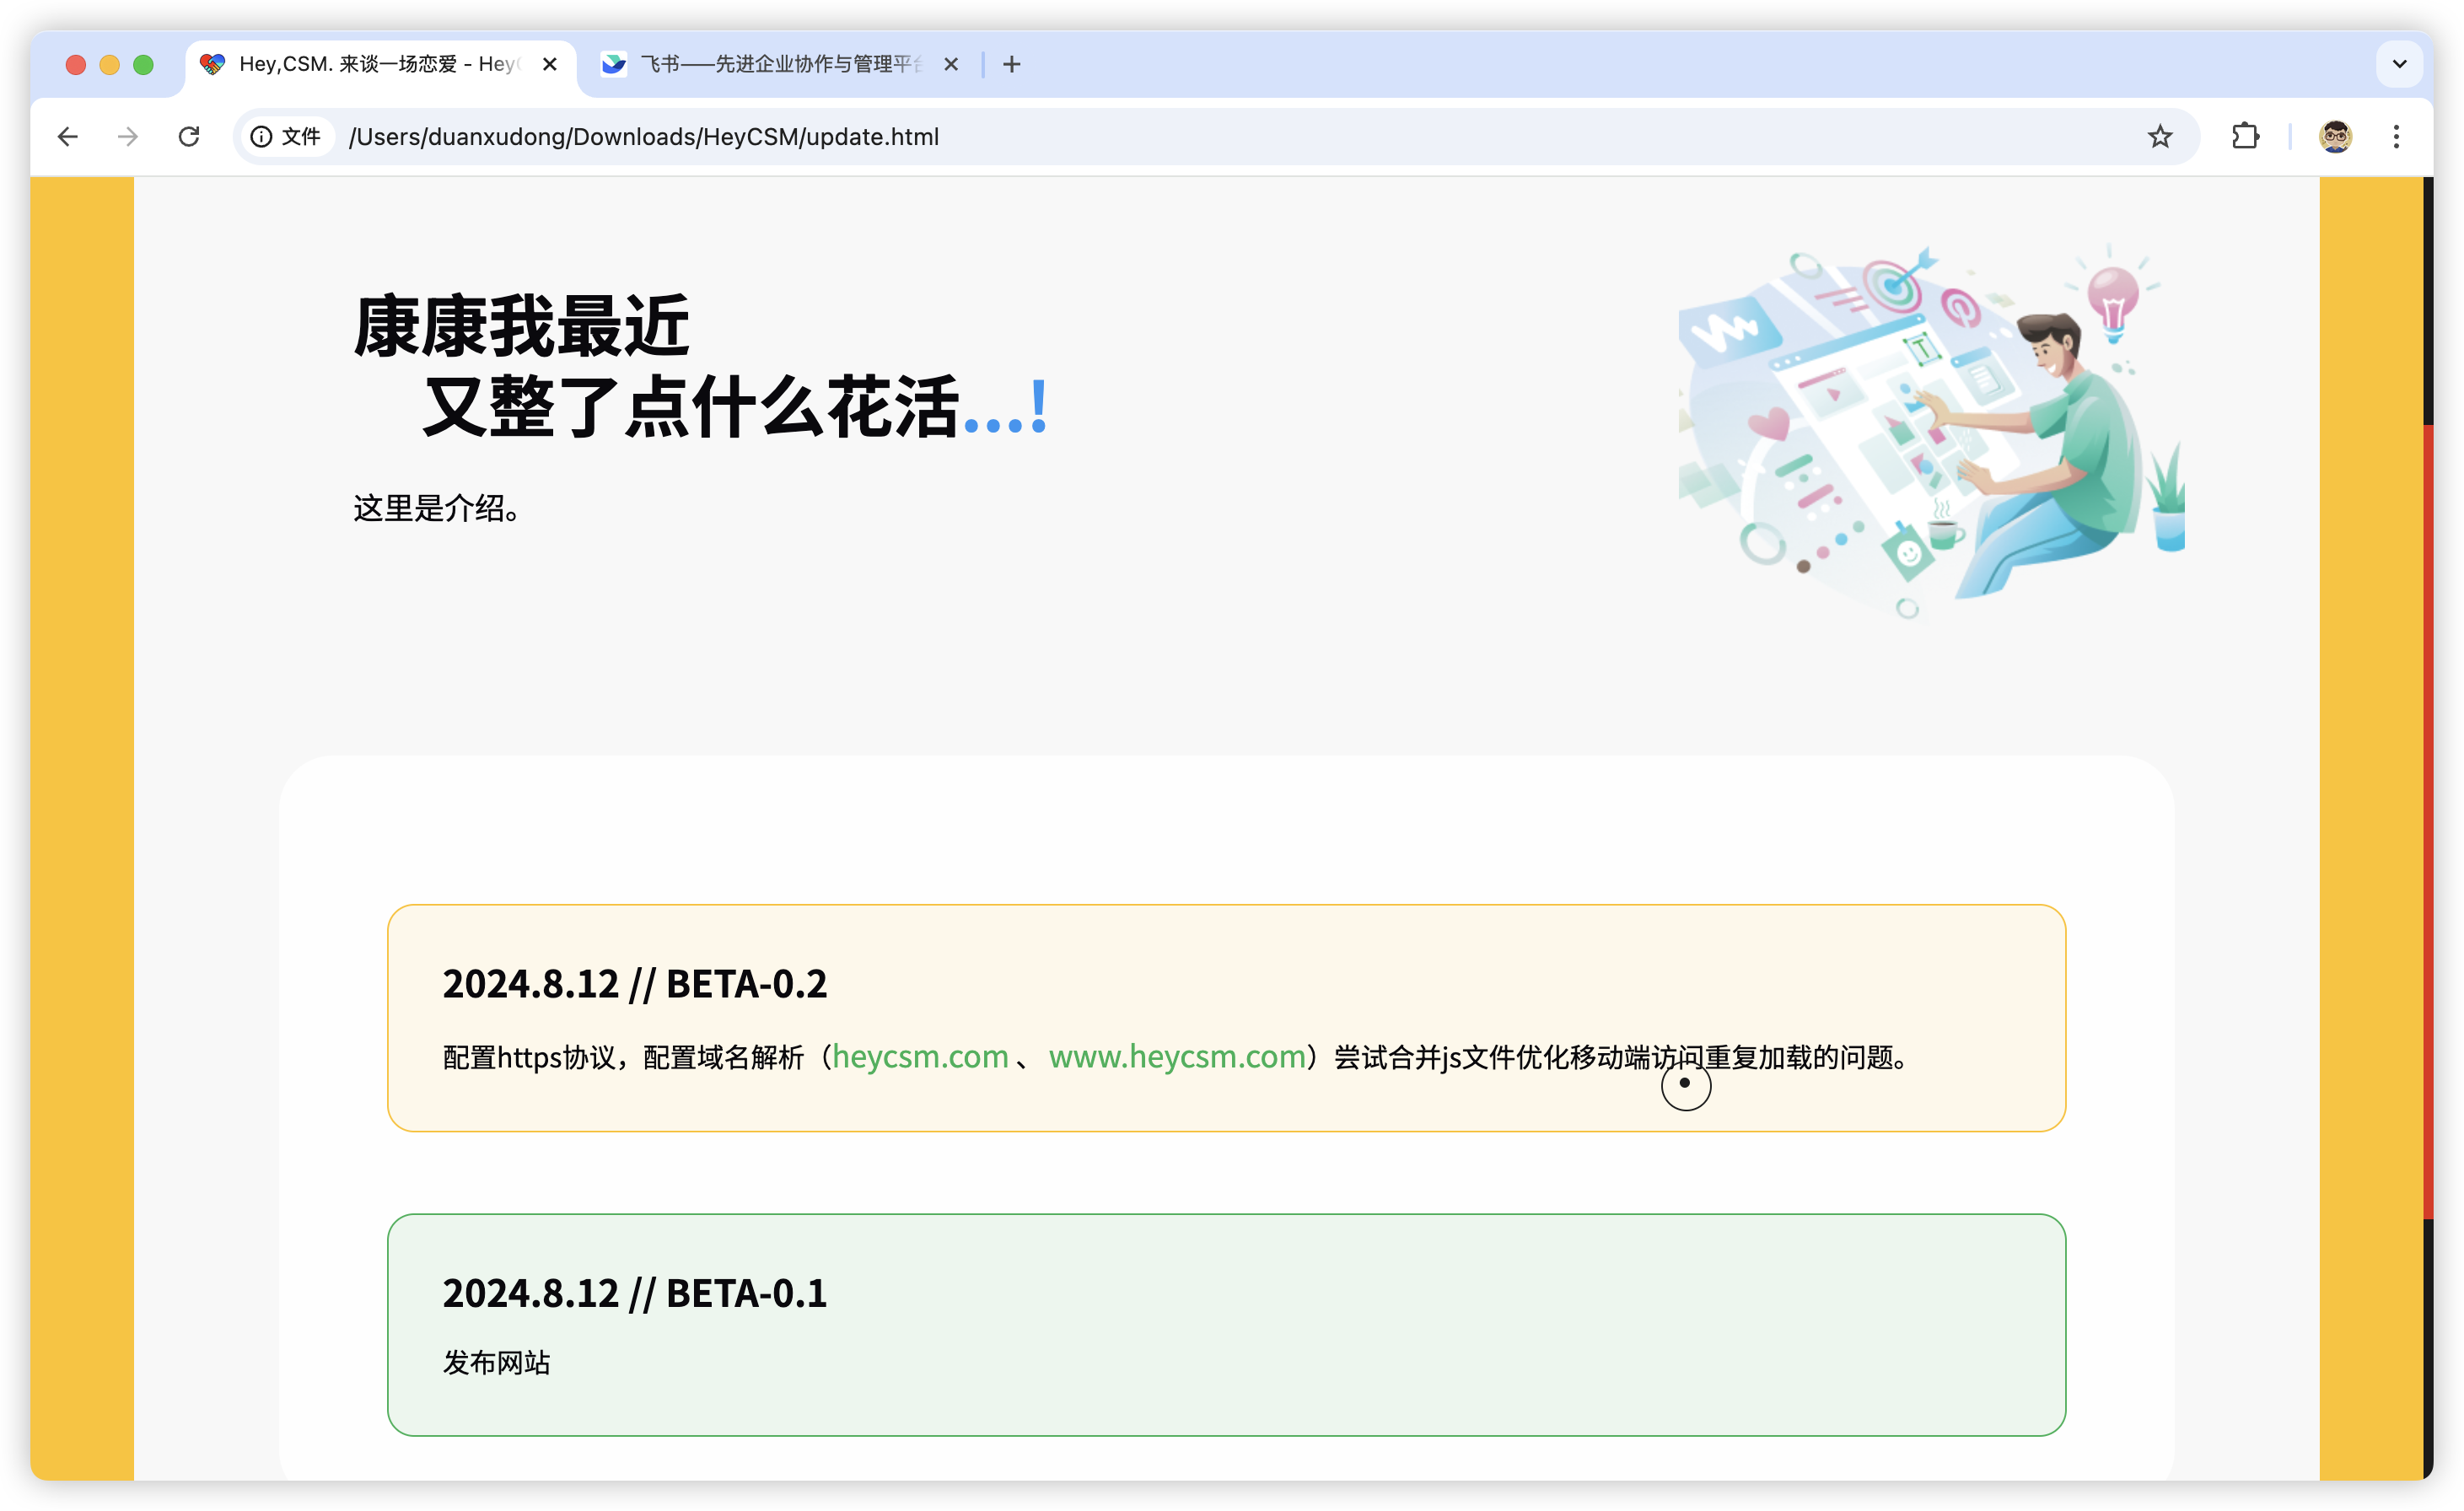 Hey,CSM. 来谈一场恋爱 - Hey
飞书——先进企业协作与管理平台
文件 /Users/duanxudong/Downloads/HeyCSM/update.html
康康我最近
又整了点什么花活...!
这里是介绍。
T
2024.8.12 // BETA-0.2
配置https协议，配置域名解析（heycsm.com 、 www.heycsm.com）尝试合并js文件优化移动端访问重复加载的问题。
2024.8.12 // BETA-0.1
发布网站